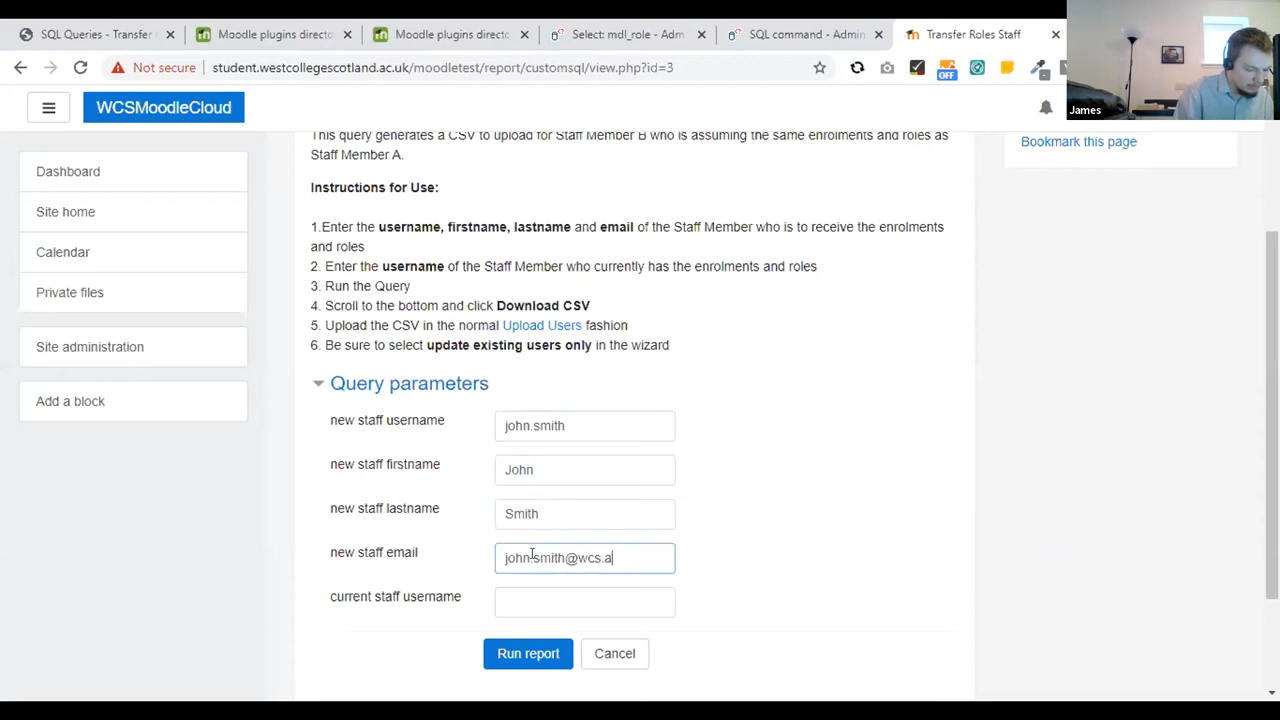 SQL Queries - Transfer
Moodle plugins directo
Moodle plugins directo
Select: mdl_role - Adm
SQL command - Admin
Transfer Roles Staff
Not secure
student.westcollegescotland.ac.uk/moodletest/report/customsql/view.php?id=3
OFF
James
WCSMoodleCloud
Dashboard
Site home
Calendar
Private files
Site administration
Add a block
This query generates a CSV to upload for Staff Member B who is assuming the same enrolments and roles as
Staff Member A.
Instructions for Use:
1.Enter the username, firstname, lastname and email of the Staff Member who is to receive the enrolments
and roles
2. Enter the username of the Staff Member who currently has the enrolments and roles
3. Run the Query
4. Scroll to the bottom and click Download CSV
5. Upload the CSV in the normal Upload Users fashion
6. Be sure to select update existing users only in the wizard
Query parameters
new staff username
john.smith
new staff firstname
John
new staff lastname
Smith
new staff email
john.smith@wcs.a
current staff username
Run report
Cancel
Bookmark this page